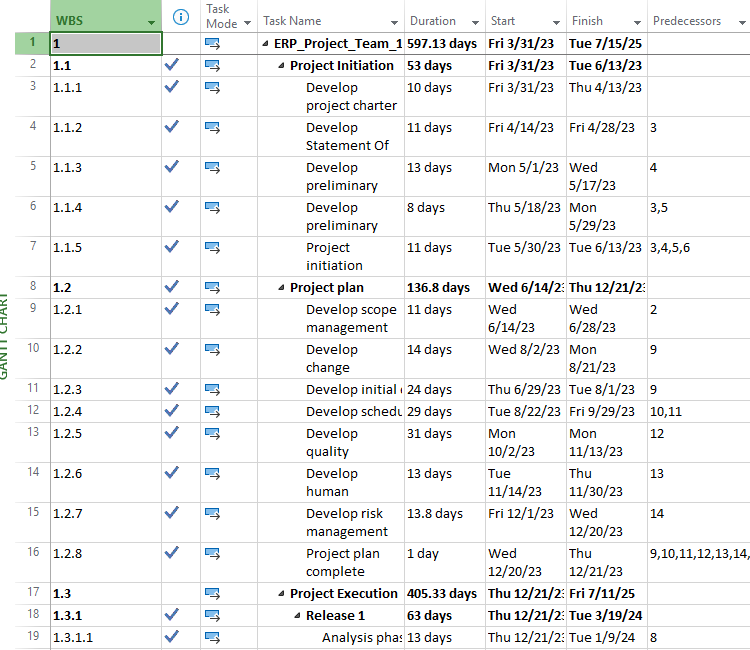 WBS Task Mode Task Name Duration Start Finish Predecessors
1 1 ERP_Project_Team_1 597.13 days Fri 3/31/23 Tue 7/15/25
2 1.1 Project Initiation 53 days Fri 3/31/23 Tue 6/13/23
3 1.1.1 Develop project charter 10 days Fri 3/31/23 Thu 4/13/23
4 1.1.2 Develop Statement Of 11 days Fri 4/14/23 Fri 4/28/23 3
5 1.1.3 Develop preliminary 13 days Mon 5/1/23 Wed 5/17/23 4
6 1.1.4 Develop preliminary 8 days Thu 5/18/23 Mon 5/29/23 3,5
7 1.1.5 Project initiation 11 days Tue 5/30/23 Tue 6/13/23 3,4,5,6
8 1.2 Project plan 136.8 days Wed 6/14/23 Thu 12/21/23
9 1.2.1 Develop scope management 11 days Wed 6/14/23 Wed 6/28/23 2
10 1.2.2 Develop change 14 days Wed 8/2/23 Mon 8/21/23 9
11 1.2.3 Develop initial 24 days Thu 6/29/23 Tue 8/1/23 9
12 1.2.4 Develop schedu 29 days Tue 8/22/23 Fri 9/29/23 10,11
13 1.2.5 Develop quality 31 days Mon 10/2/23 Mon 11/13/23 12
14 1.2.6 Develop human 13 days Tue 11/14/23 Thu 11/30/23 13
15 1.2.7 Develop risk management 13.8 days Fri 12/1/23 Wed 12/20/23 14
16 1.2.8 Project plan complete 1 day Wed 12/20/23 Thu 12/21/23 9,10,11,12,13,14,
17 1.3 Project Execution 405.33 days Thu 12/21/23 Fri 7/11/25
18 1.3.1 Release 1 63 days Thu 12/21/23 Tue 3/19/24
19 1.3.1.1 Analysis phas 13 days Thu 12/21/23 Tue 1/9/24 8
GANTT CHART